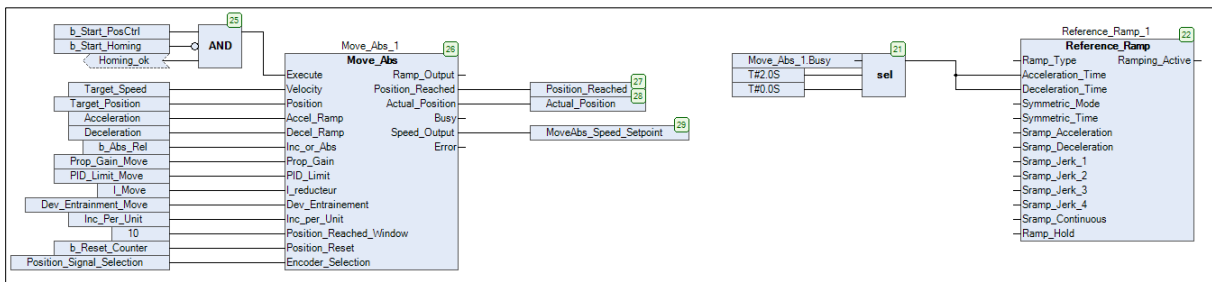 25
b_Start_PosCtrl
b_Start_Homing
Homing_ok
AND
Move_Abs_1
26
Move_Abs
Execute
Ramp_Output
Target_Speed
Velocity
Position_Reached
27
Position_Reached
Target_Position
Position
Actual_Position
28
Actual_Position
Acceleration
Accel_Ramp
Busy
Deceleration
Decel_Ramp
Speed_Output
29
MoveAbs_Speed_Setpoint
b_Abs_Rel
Inc_or_Abs
Error
Prop_Gain_Move
Prop_Gain
PID_Limit_Move
PID_Limit
I_Move
I_reducteur
Dev_Entrainment_Move
Dev_Entrainement
Inc_Per_Unit
Inc_per_Unit
10
Position_Reached_Window
b_Reset_Counter
Position_Reset
Position_Signal_Selection
Encoder_Selection
21
Move_Abs_1.Busy
T#2.0S
T#0.0S
sel
Reference_Ramp_1
22
Reference_Ramp
Ramp_Type
Ramping_Active
Acceleration_Time
Deceleration_Time
Symmetric_Mode
Symmetric_Time
Sramp_Acceleration
Sramp_Deceleration
Sramp_Jerk_1
Sramp_Jerk_2
Sramp_Jerk_3
Sramp_Jerk_4
Sramp_Continuous
Ramp_Hold